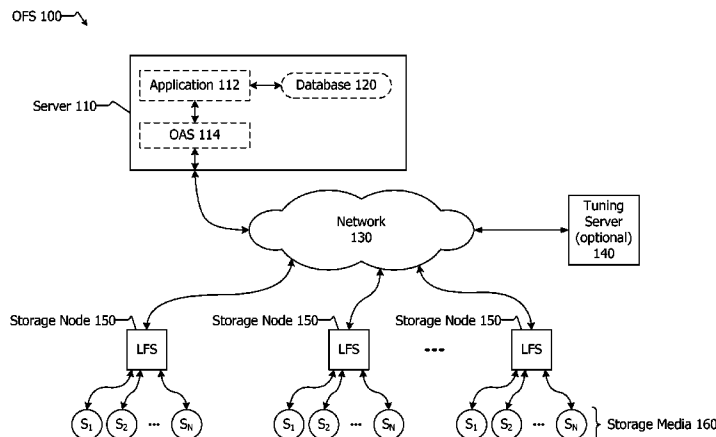 OFS 100
Application 112
Database 120
Server 110
OAS 114
Network
130
Tuning
Server
(optional)
140
Storage Node 150
Storage Node 150
Storage Node 150
LFS
LFS
...
LFS
S1 S2 ... SN
S1 S2 ... SN
S1 S2 ... SN
Storage Media 160